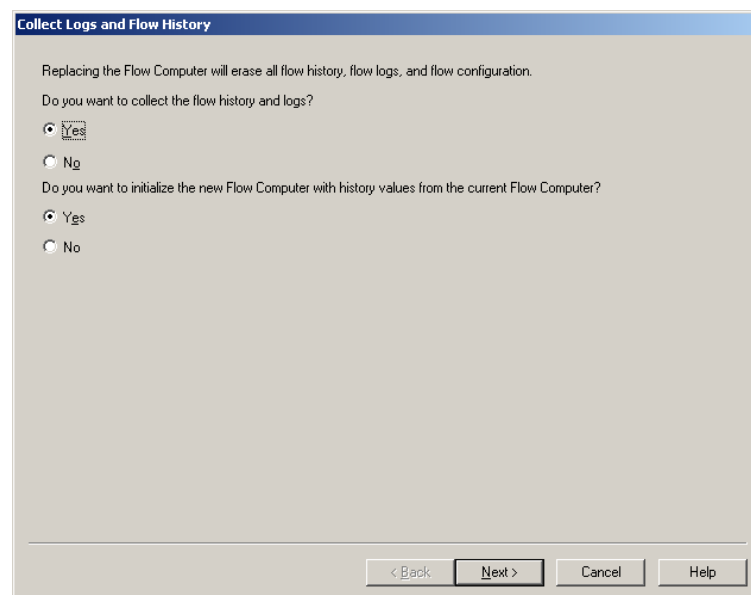 Collect Logs and Flow History
Replacing the Flow Computer will erase all flow history, flow logs, and flow configuration.
Do you want to collect the flow history and logs?
Yes
No
Do you want to initialize the new Flow Computer with history values from the current Flow Computer?
Yes
No
< Back Next > Cancel Help